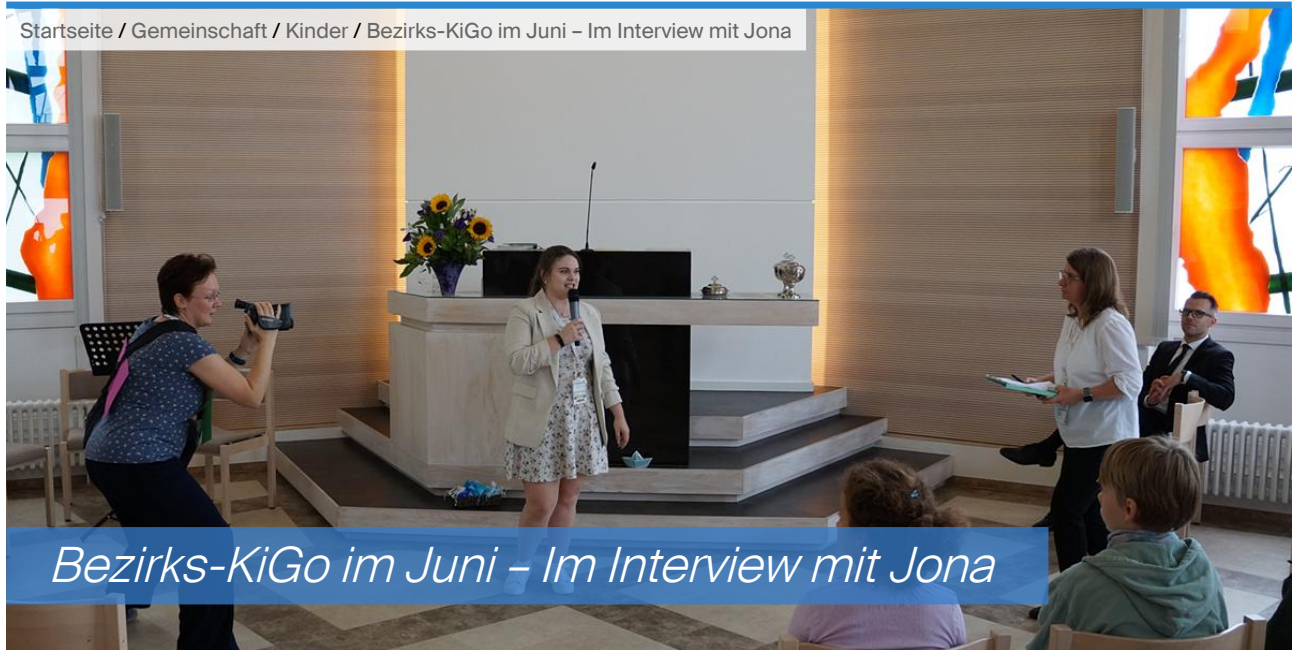 Startseite / Gemeinschaft / Kinder / Bezirks-KiGo im Juni – Im Interview mit Jona
Bezirks-KiGo im Juni – Im Interview mit Jona